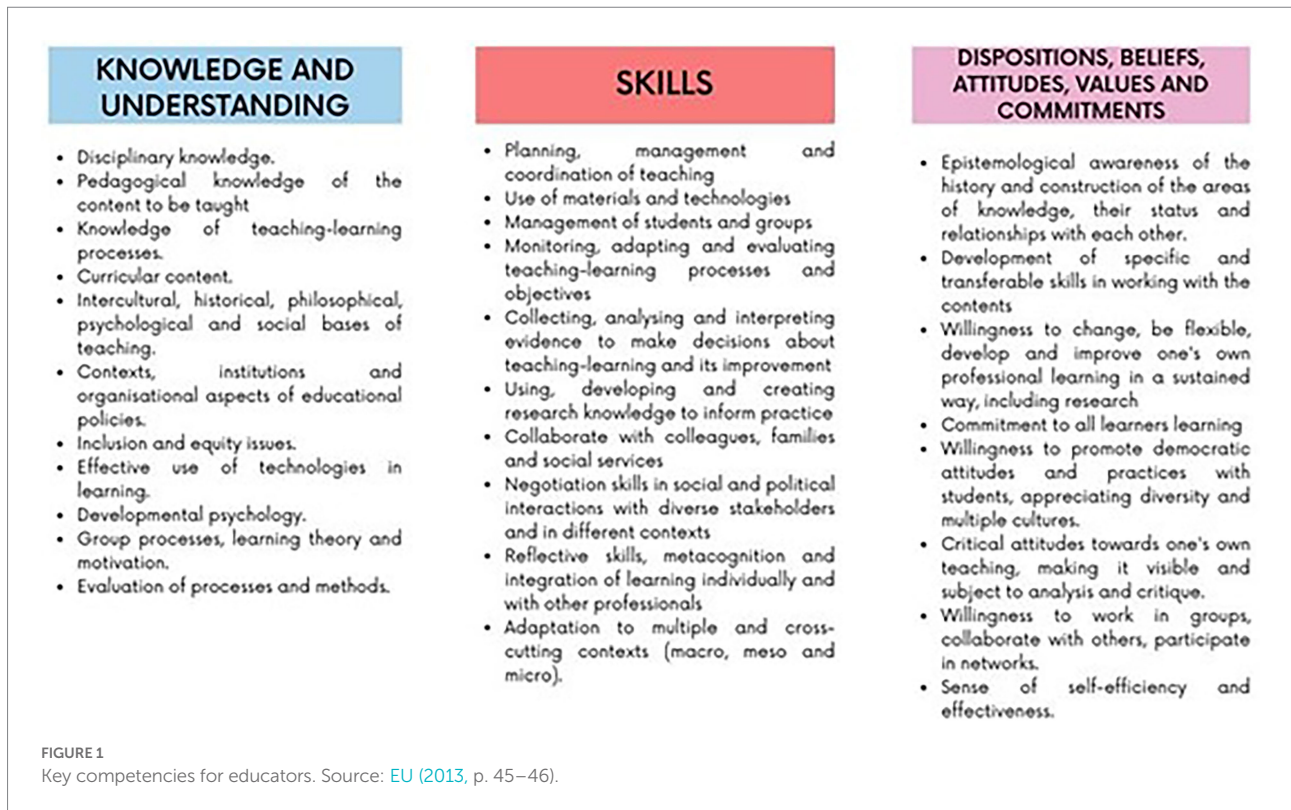 KNOWLEDGE AND
UNDERSTANDING
• Disciplinary knowledge.
• Pedagogical knowledge of the
content to be taught
• Knowledge of teaching-learning
processes.
• Curricular content.
• Intercultural, historical, philosophical,
psychological and social bases of
teaching.
• Contexts, institutions and
organisational aspects of educational
policies.
• Inclusion and equity issues.
• Effective use of technologies in
learning.
• Developmental psychology.
• Group processes, learning theory and
motivation.
• Evaluation of processes and methods.
SKILLS
• Planning, management and
coordination of teaching
• Use of materials and technologies
• Management of students and groups
• Monitoring, adapting and evaluating
teaching-learning processes and
objectives
• Collecting, analysing and interpreting
evidence to make decisions about
teaching-learning and its improvement
• Using, developing and creating
research knowledge to inform practice
• Collaborate with colleagues, families
and social services
• Negotiation skills in social and political
interactions with diverse stakeholders
and in different contexts
• Reflective skills, metacognition and
integration of learning individually and
with other professionals
• Adaptation to multiple and cross-
cutting contexts (macro, meso and
micro).
DISPOSITIONS, BELIEFS,
ATTITUDES, VALUES AND
COMMITMENTS
• Epistemological awareness of the
history and construction of the areas
of knowledge, their status and
relationships with each other.
• Development of specific and
transferable skills in working with the
contents
• Willingness to change, be flexible,
develop and improve one's own
professional learning in a sustained
way, including research
• Commitment to all learners learning
• Willingness to promote democratic
attitudes and practices with
students, appreciating diversity and
multiple cultures.
• Critical attitudes towards one's own
teaching, making it visible and
subject to analysis and critique.
• Willingness to work in groups,
collaborate with others, participate
in networks.
• Sense of self-efficiency and
effectiveness.
FIGURE 1
Key competencies for educators. Source: EU (2013, p. 45–46).